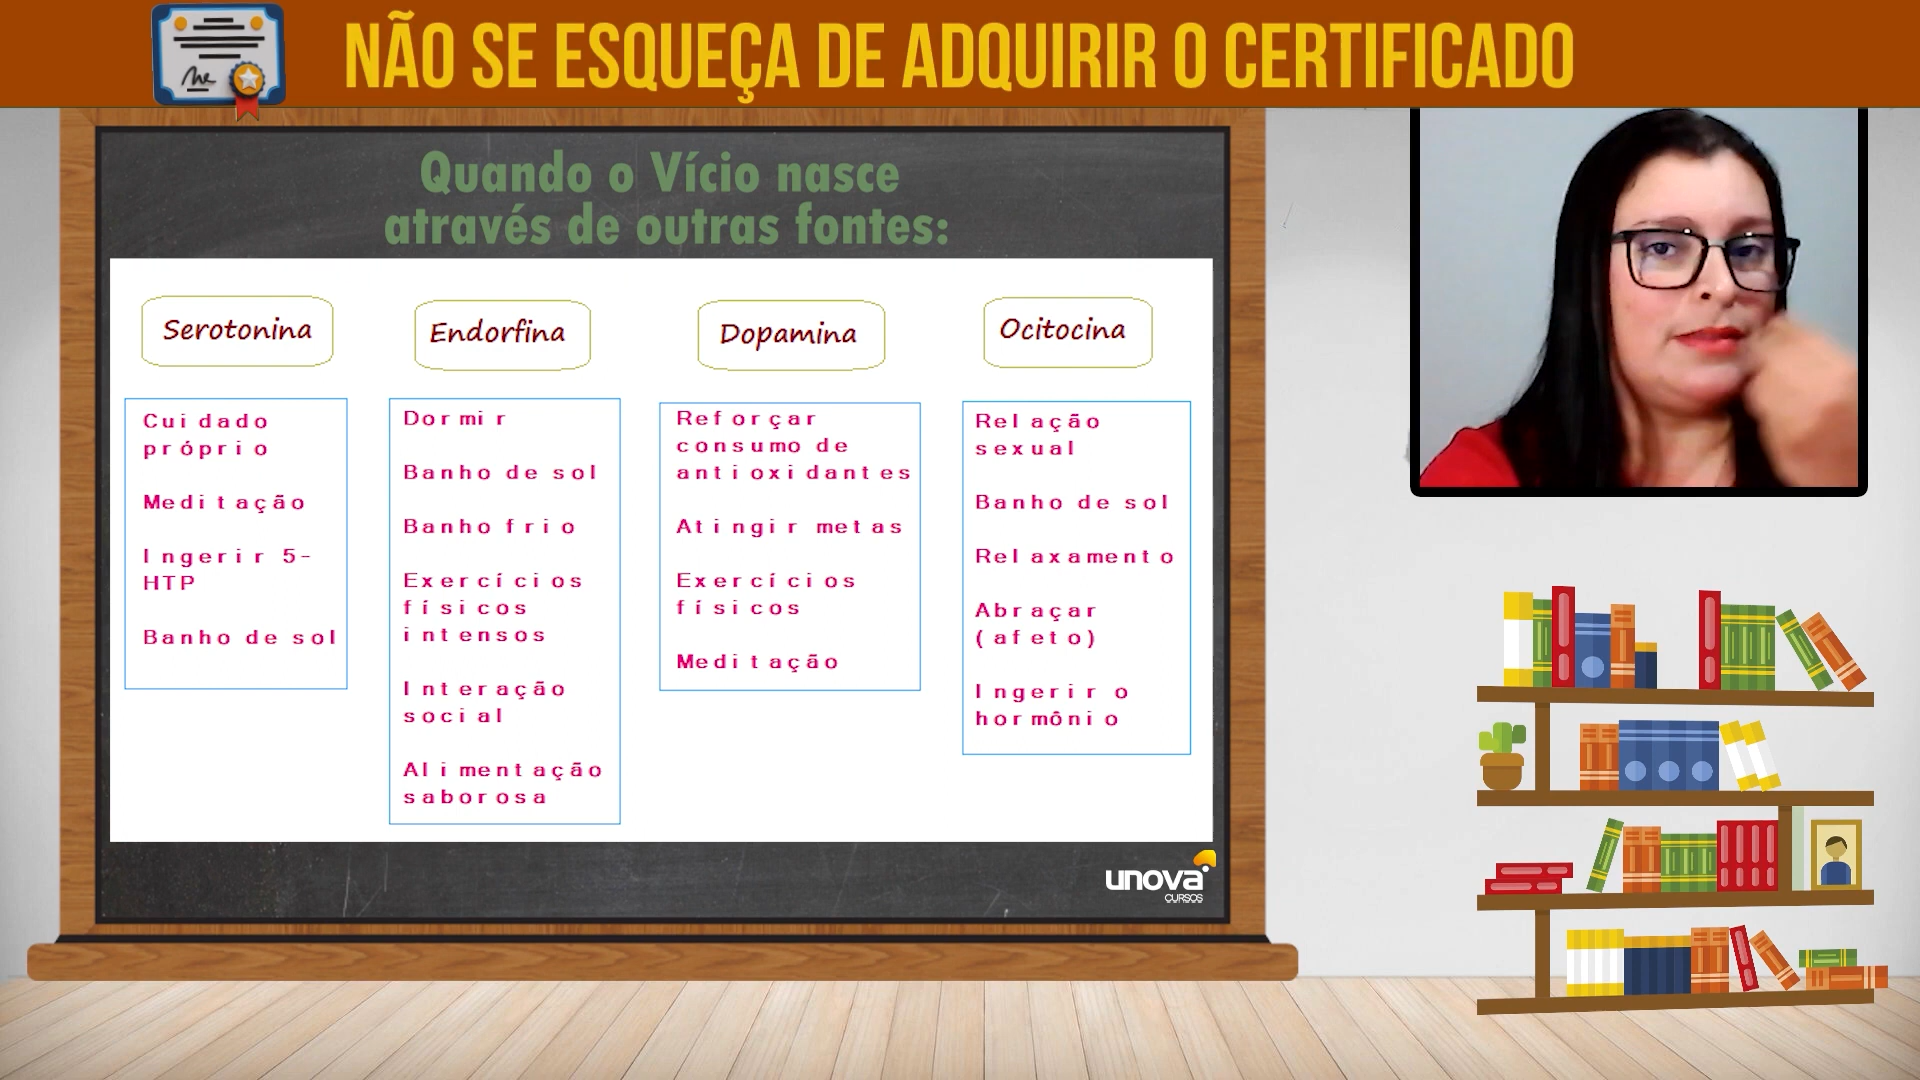 NÃO SE ESQUEÇA DE ADQUIRIR O CERTIFICADO
Quando o Vício nasce
através de outras fontes:
Serotonina
Cuidado
próprio
Meditação
Ingerir 5-
HTP
Banho de sol
Endorfina
Dormir
Banho de sol
Banho frio
Exercícios
físicos
intensos
Interação
social
Alimentação
saborosa
Dopamina
Reforçar
consumo de
antioxidantes
Atingir metas
Exercícios
físicos
Meditação
Ocitocina
Relação
sexual
Banho de sol
Relaxamento
Abraçar
(afeto)
Ingerir o
hormônio
unova
CURSOS